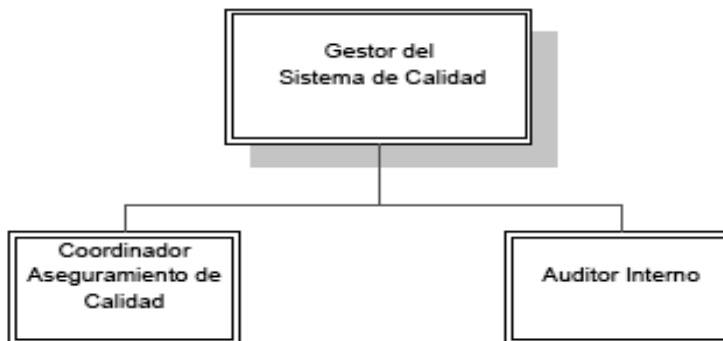 Gestor del
Sistema de Calidad
Coordinador
Aseguramiento de
Calidad
Auditor Interno